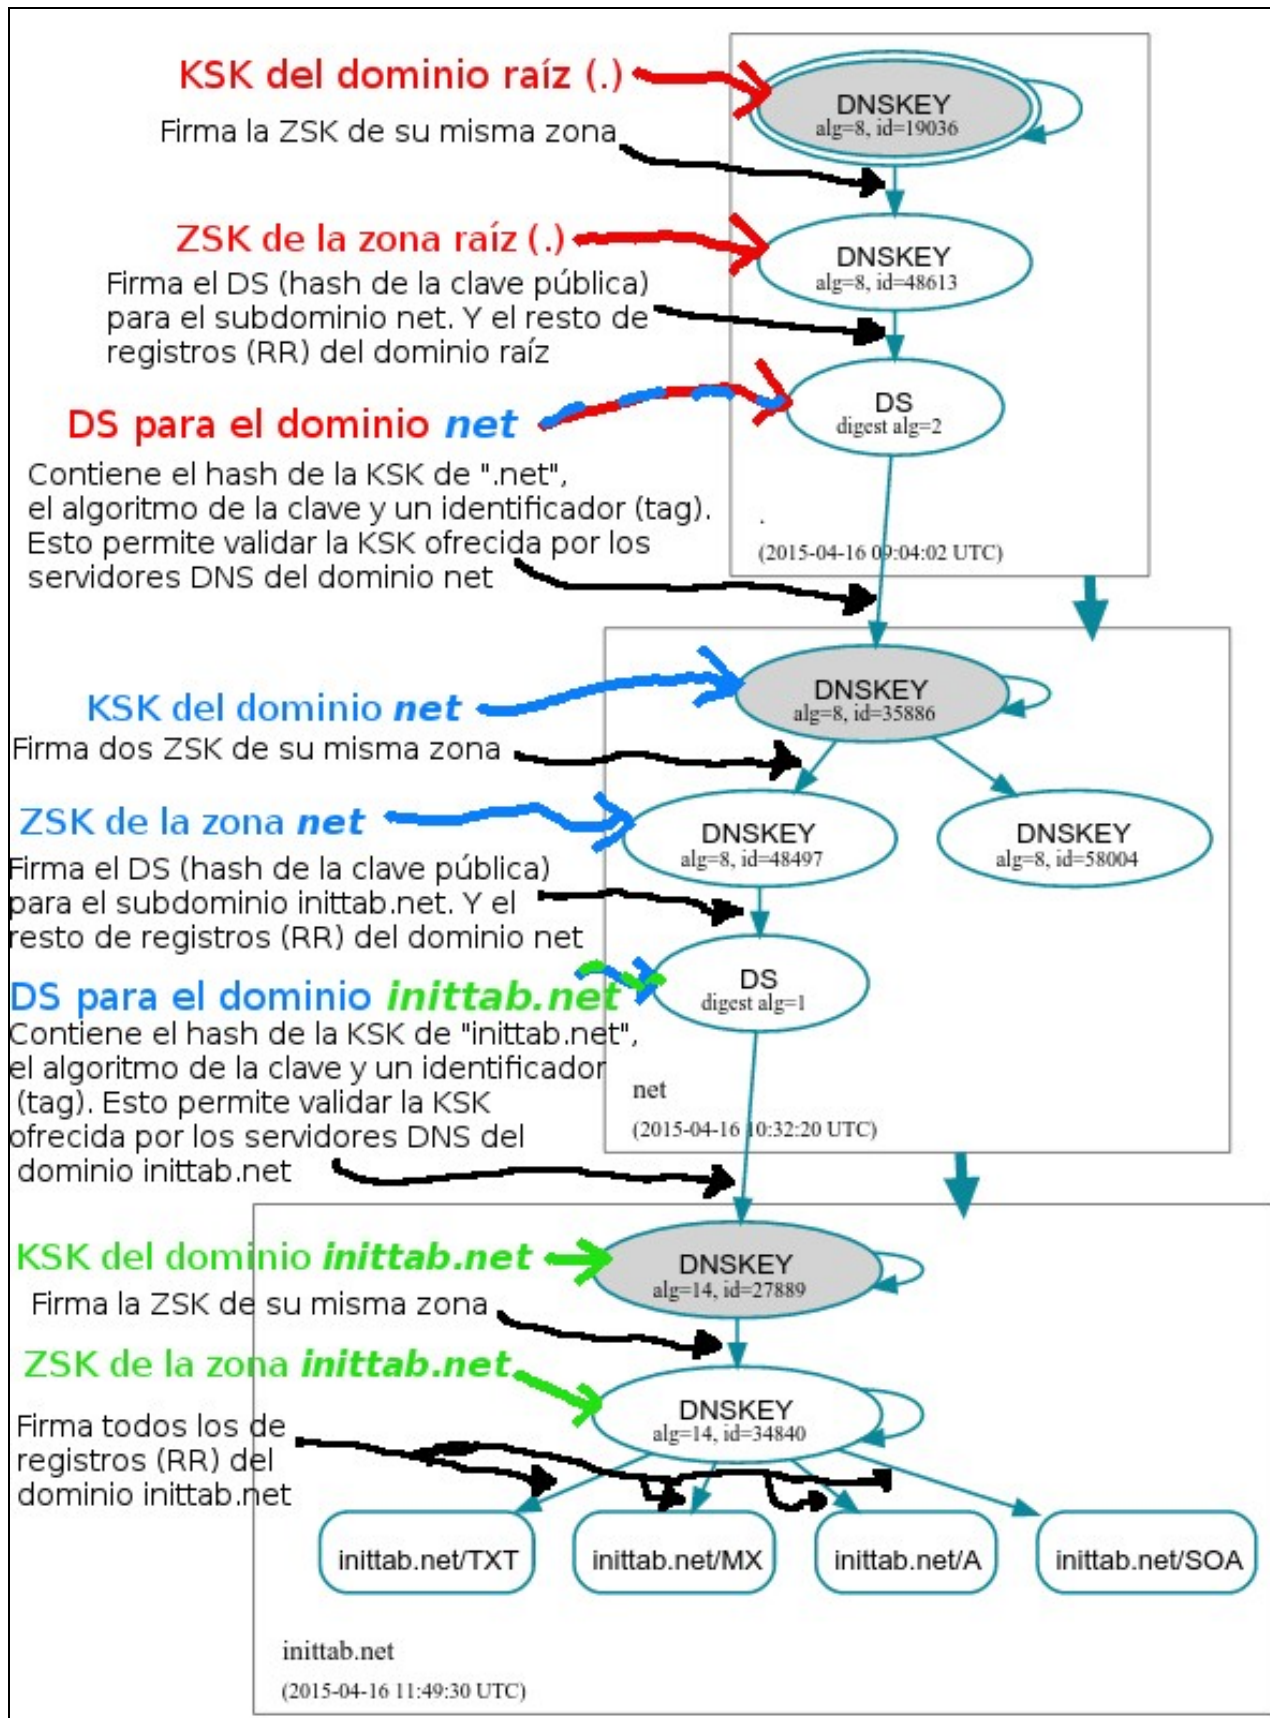 KSK del dominio raíz (.)
DNSKEY
alg=8, id=19036
Firma la ZSK de su misma zona
ZSK de la zona raíz (.)
DNSKEY
alg=8, id=48613
Firma el DS (hash de la clave pública)
para el subdominio net. Y el resto de
registros (RR) del dominio raíz
DS para el dominio net
DS
digest alg=2
Contiene el hash de la KSK de ".net",
el algoritmo de la clave y un identificador (tag).
Esto permite validar la KSK ofrecida por los
servidores DNS del dominio net
.
(2015-04-16 09:04:02 UTC)
KSK del dominio net
DNSKEY
alg=8, id=35886
Firma dos ZSK de su misma zona
ZSK de la zona net
DNSKEY
alg=8, id=48497
DNSKEY
alg=8, id=58004
Firma el DS (hash de la clave pública)
para el subdominio inittab.net. Y el
resto de registros (RR) del dominio net
DS para el dominio inittab.net
DS
digest alg=1
Contiene el hash de la KSK de "inittab.net",
el algoritmo de la clave y un identificador
(tag). Esto permite validar la KSK
ofrecida por los servidores DNS del
dominio inittab.net
net
(2015-04-16 10:32:20 UTC)
KSK del dominio inittab.net
DNSKEY
alg=14, id=27889
Firma la ZSK de su misma zona
ZSK de la zona inittab.net
DNSKEY
alg=14, id=34840
Firma todos los de
registros (RR) del
dominio inittab.net
inittab.net/TXT
inittab.net/MX
inittab.net/A
inittab.net/SOA
inittab.net
(2015-04-16 11:49:30 UTC)